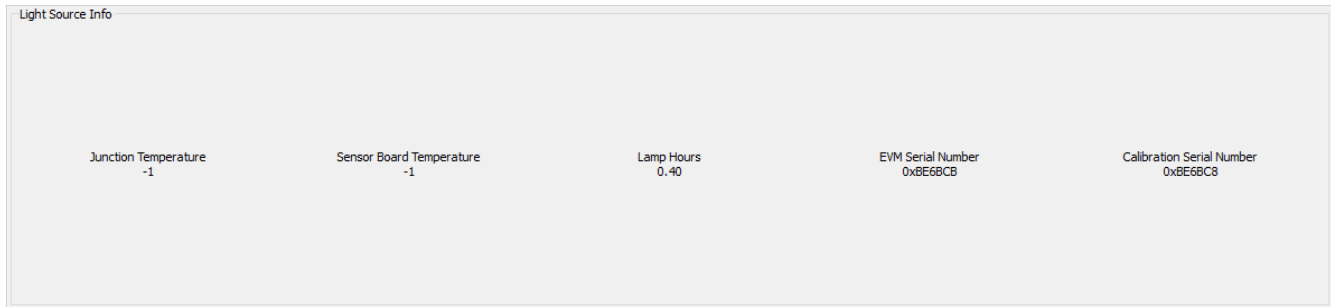 Light Source Info
Junction Temperature
-1
Sensor Board Temperature
-1
Lamp Hours
0.40
EVM Serial Number
0xBE6BCB
Calibration Serial Number
0xBE6BC8